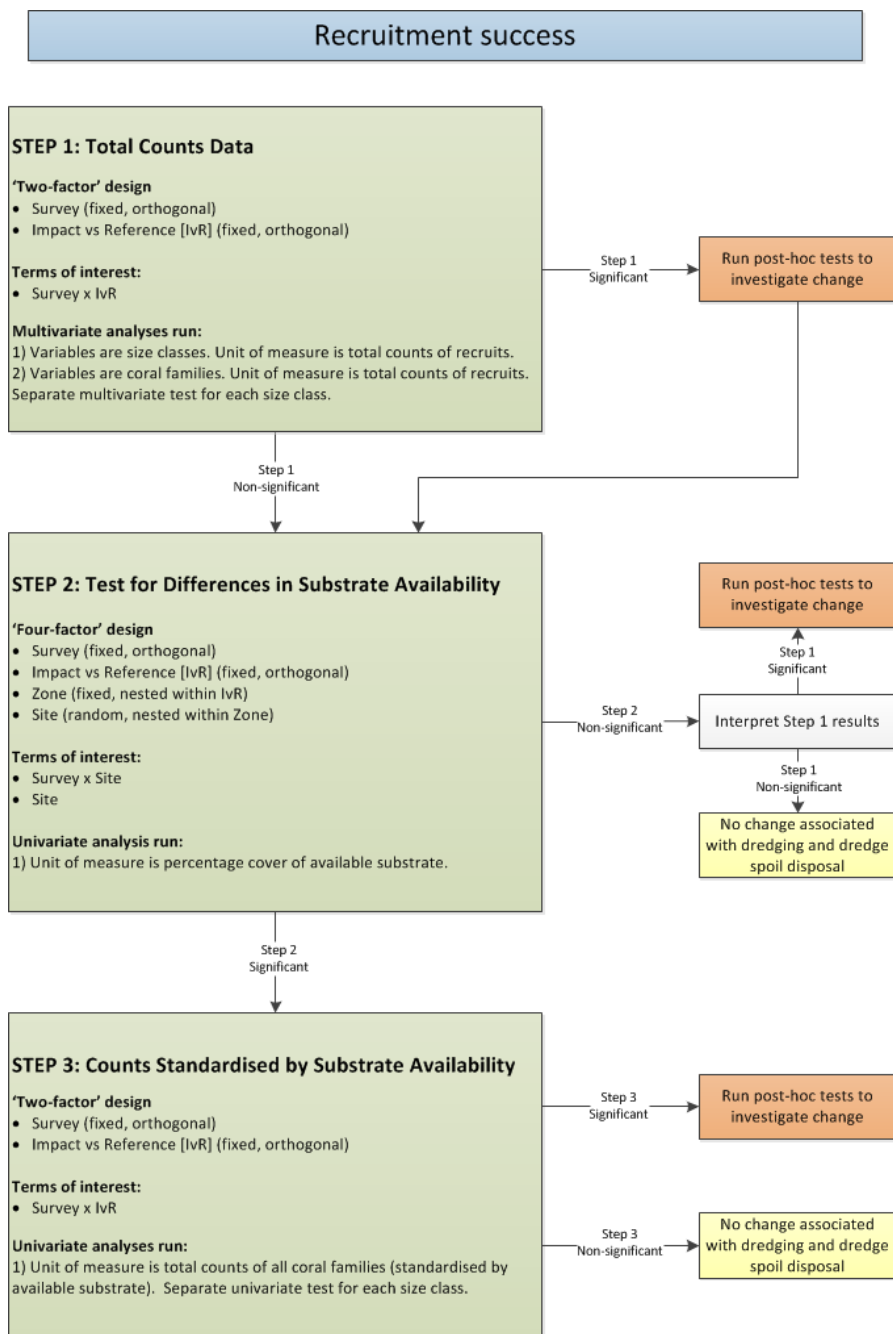 Recruitment success
STEP 1: Total Counts Data
‘Two-factor’ design
• Survey (fixed, orthogonal)
• Impact vs Reference [IvR] (fixed, orthogonal)
Terms of interest:
• Survey x IvR
Multivariate analyses run:
1) Variables are size classes. Unit of measure is total counts of recruits.
2) Variables are coral families. Unit of measure is total counts of recruits.
Separate multivariate test for each size class.
Step 1
Significant
Run post-hoc tests to
investigate change
Step 1
Non-significant
STEP 2: Test for Differences in Substrate Availability
‘Four-factor’ design
• Survey (fixed, orthogonal)
• Impact vs Reference [IvR] (fixed, orthogonal)
• Zone (fixed, nested within IvR)
• Site (random, nested within Zone)
Terms of interest:
• Survey x Site
• Site
Univariate analysis run:
1) Unit of measure is percentage cover of available substrate.
Step 2
Non-significant
Run post-hoc tests to
investigate change
Step 1
Significant
Interpret Step 1 results
Step 1
Non-significant
No change associated
with dredging and dredge
spoil disposal
Step 2
Significant
STEP 3: Counts Standardised by Substrate Availability
‘Two-factor’ design
• Survey (fixed, orthogonal)
• Impact vs Reference [IvR] (fixed, orthogonal)
Terms of interest:
• Survey x IvR
Univariate analyses run:
1) Unit of measure is total counts of all coral families (standardised by
available substrate).  Separate univariate test for each size class.
Step 3
Significant
Run post-hoc tests to
investigate change
Step 3
Non-significant
No change associated
with dredging and dredge
spoil disposal